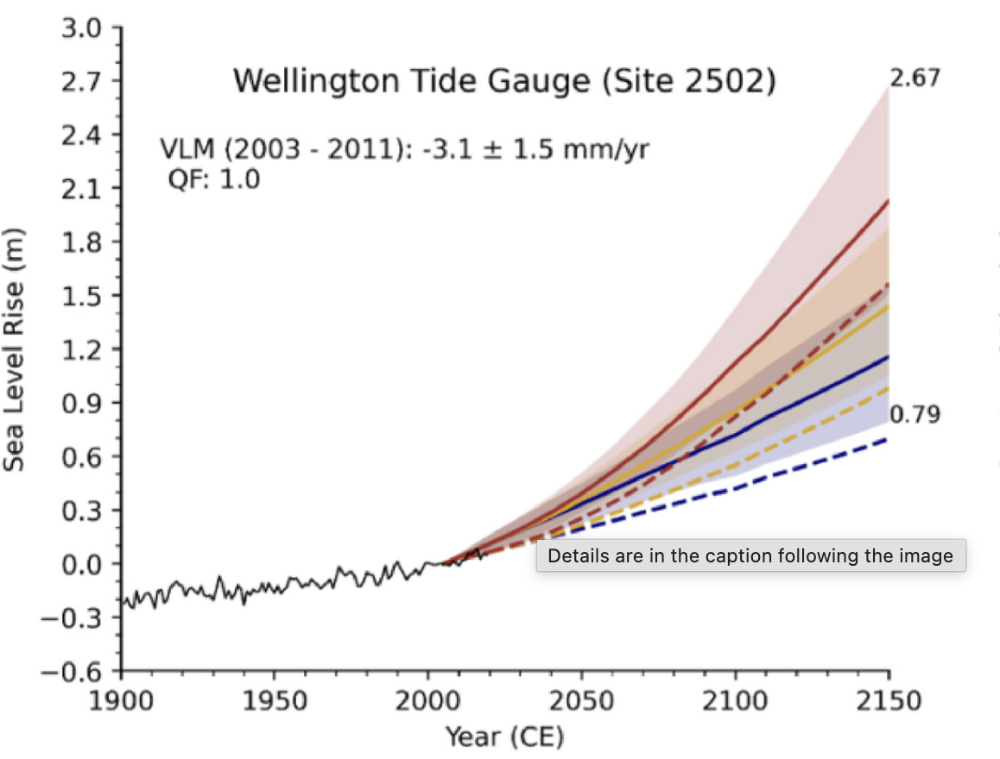 Wellington Tide Gauge (Site 2502)
VLM (2003 - 2011): -3.1 ± 1.5 mm/yr
QF: 1.0
2.67
0.79
Sea Level Rise (m)
3.0
2.7
2.4
2.1
1.8
1.5
1.2
0.9
0.6
0.3
0.0
−0.3
−0.6
Details are in the caption following the image
1900 1950 2000 2050 2100 2150
Year (CE)